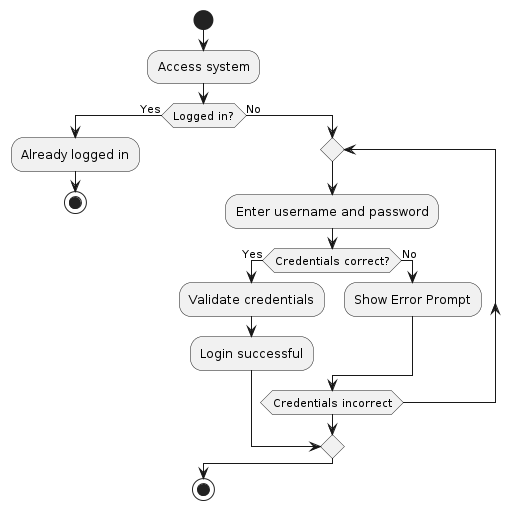 Access system
Yes
Logged in?
No
Already logged in
Enter username and password
Yes
Credentials correct?
No
Validate credentials
Show Error Prompt
Login successful
Credentials incorrect